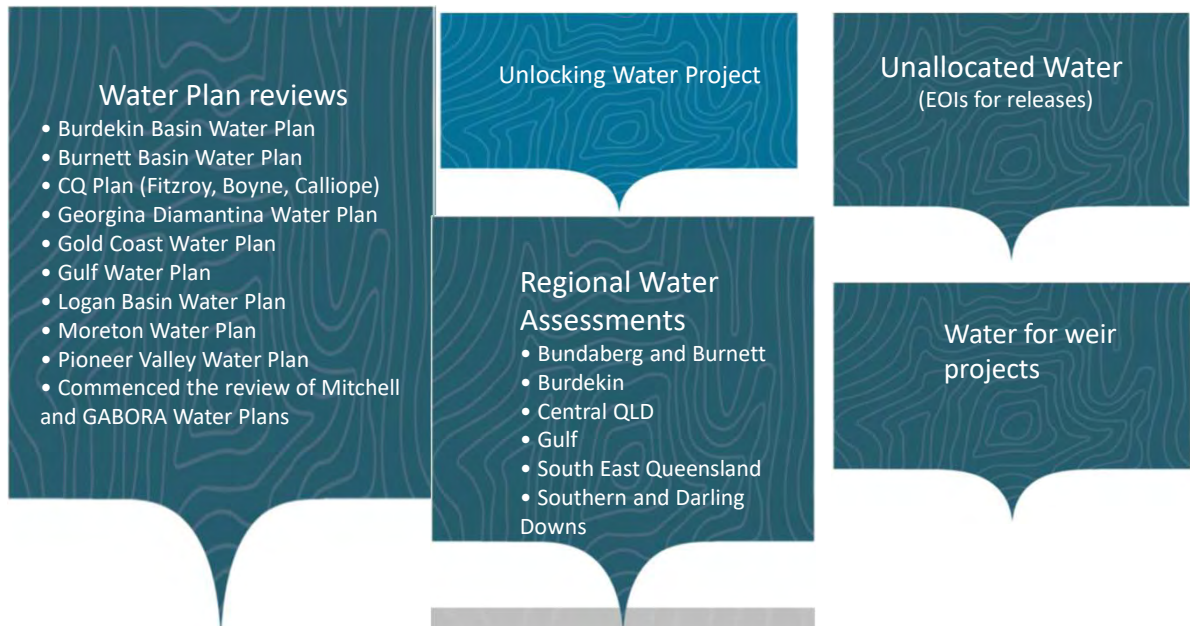 Water Plan reviews
• Burdekin Basin Water Plan
• Burnett Basin Water Plan
• CQ Plan (Fitzroy, Boyne, Calliope)
• Georgina Diamantina Water Plan
• Gold Coast Water Plan
• Gulf Water Plan
• Logan Basin Water Plan
• Moreton Water Plan
• Pioneer Valley Water Plan
• Commenced the review of Mitchell
and GABORA Water Plans
Unlocking Water Project
Regional Water
Assessments
• Bundaberg and Burnett
• Burdekin
• Central QLD
• Gulf
• South East Queensland
• Southern and Darling
Downs
Unallocated Water
(EOIs for releases)
Water for weir
projects